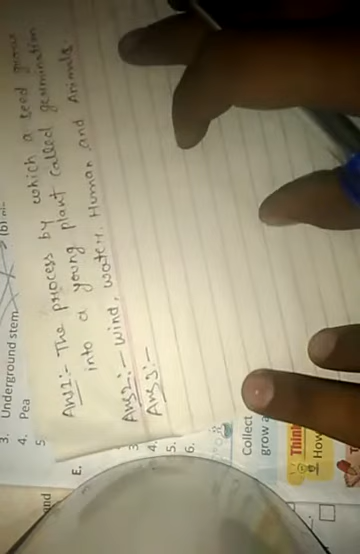 3. Underground stem
4. Pea
5
Ans1:- The process by which a seed grows
into a young plant called germination
Ans2:- Wind, water, Human and Animals.
Ans3:-
E.
3
4.
5.
6.
Collect
grow a
Thin
How